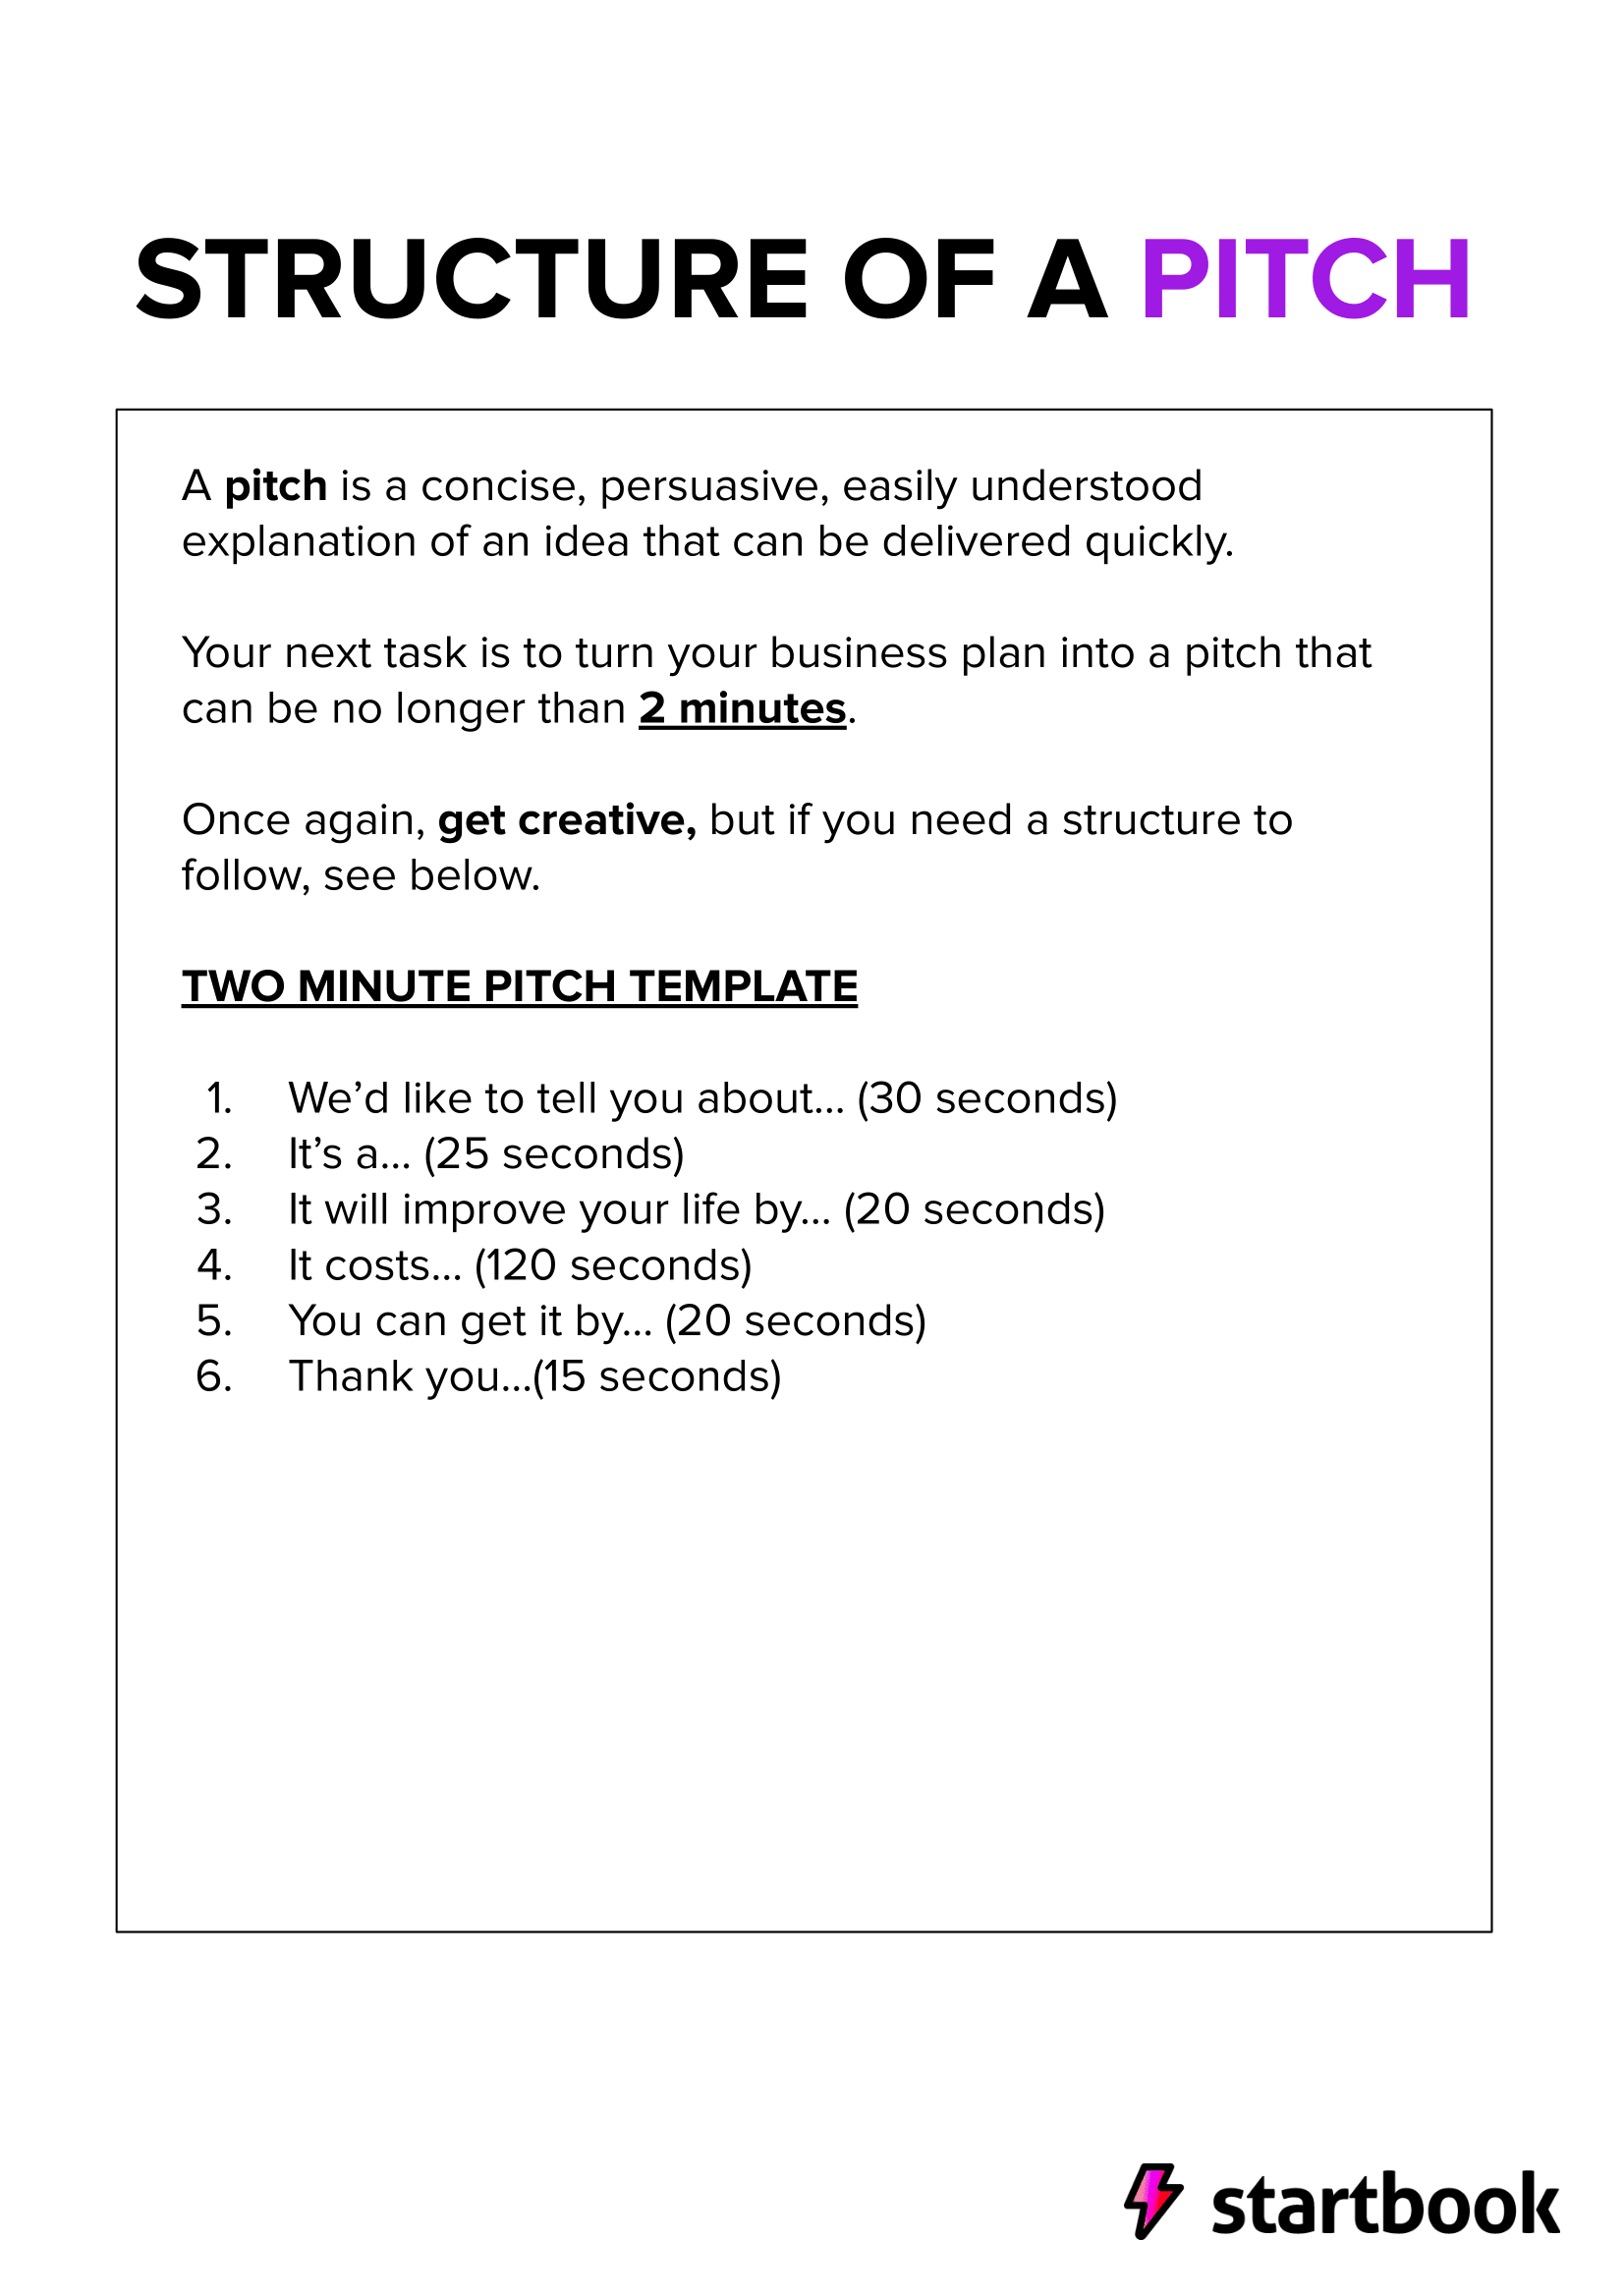 STRUCTURE OF A PITCH
A pitch is a concise, persuasive, easily understood
explanation of an idea that can be delivered quickly.
Your next task is to turn your business plan into a pitch that
can be no longer than 2 minutes.
Once again, get creative, but if you need a structure to
follow, see below.
TWO MINUTE PITCH TEMPLATE
1. We’d like to tell you about... (30 seconds)
2. It’s a... (25 seconds)
3. It will improve your life by... (20 seconds)
4. It costs... (120 seconds)
5. You can get it by... (20 seconds)
6. Thank you...(15 seconds)
startbook